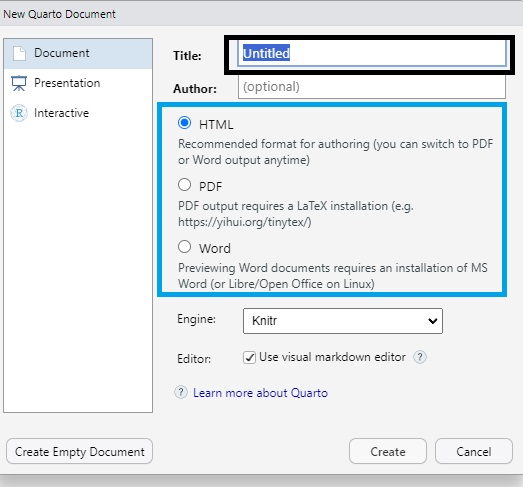 New Quarto Document
Document
Presentation
Interactive
Title: Untitled
Author: (optional)
HTML
Recommended format for authoring (you can switch to PDF
or Word output anytime)
PDF
PDF output requires a LaTeX installation (e.g.
https://yihui.org/tinytex/)
Word
Previewing Word documents requires an installation of MS
Word (or Libre/Open Office on Linux)
Engine: Knitr
Editor: Use visual markdown editor ?
? Learn more about Quarto
Create Empty Document Create Cancel